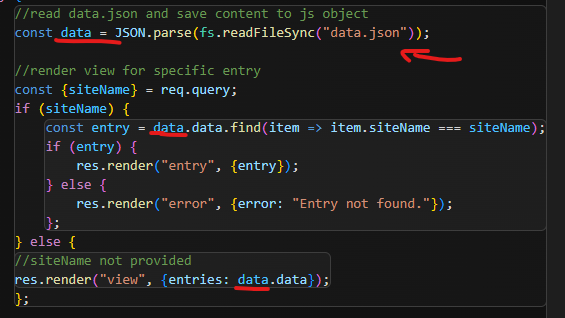 //read data.json and save content to js object
const data = JSON.parse(fs.readFileSync("data.json"));
//render view for specific entry
const {siteName} = req.query;
if (siteName) {
const entry = data.data.find(item => item.siteName === siteName);
if (entry) {
res.render("entry", {entry});
} else {
res.render("error", {error: "Entry not found."});
};
} else {
//siteName not provided
res.render("view", {entries: data.data});
};